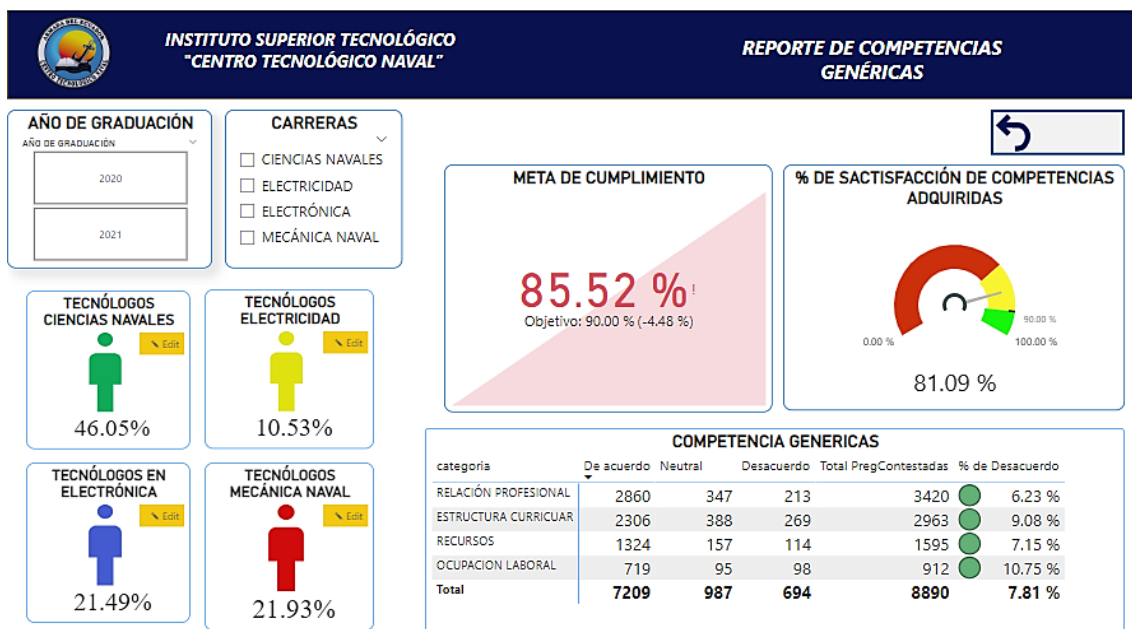 ARMADA DEL ECUADOR
CENTRO TECNOLÓGICO NAVAL
INSTITUTO SUPERIOR TECNOLÓGICO
"CENTRO TECNOLÓGICO NAVAL"
REPORTE DE COMPETENCIAS
GENÉRICAS
AÑO DE GRADUACIÓN
AÑO DE GRADUACIÓN
2020
2021
CARRERAS
CIENCIAS NAVALES
ELECTRICIDAD
ELECTRÓNICA
MECÁNICA NAVAL
META DE CUMPLIMIENTO
85.52 %!
Objetivo: 90.00 % (-4.48 %)
% DE SACTISFACCIÓN DE COMPETENCIAS
ADQUIRIDAS
90.00 %
0.00 %
100.00 %
81.09 %
TECNÓLOGOS
CIENCIAS NAVALES
Edit
46.05%
TECNÓLOGOS
ELECTRICIDAD
Edit
10.53%
TECNÓLOGOS EN
ELECTRÓNICA
Edit
21.49%
TECNÓLOGOS
MECÁNICA NAVAL
Edit
21.93%
COMPETENCIA GENERICAS
categoria De acuerdo Neutral Desacuerdo Total PregContestadas % de Desacuerdo
RELACIÓN PROFESIONAL 2860 347 213 3420 6.23 %
ESTRUCTURA CURRICUAR 2306 388 269 2963 9.08 %
RECURSOS 1324 157 114 1595 7.15 %
OCUPACION LABORAL 719 95 98 912 10.75 %
Total 7209 987 694 8890 7.81 %